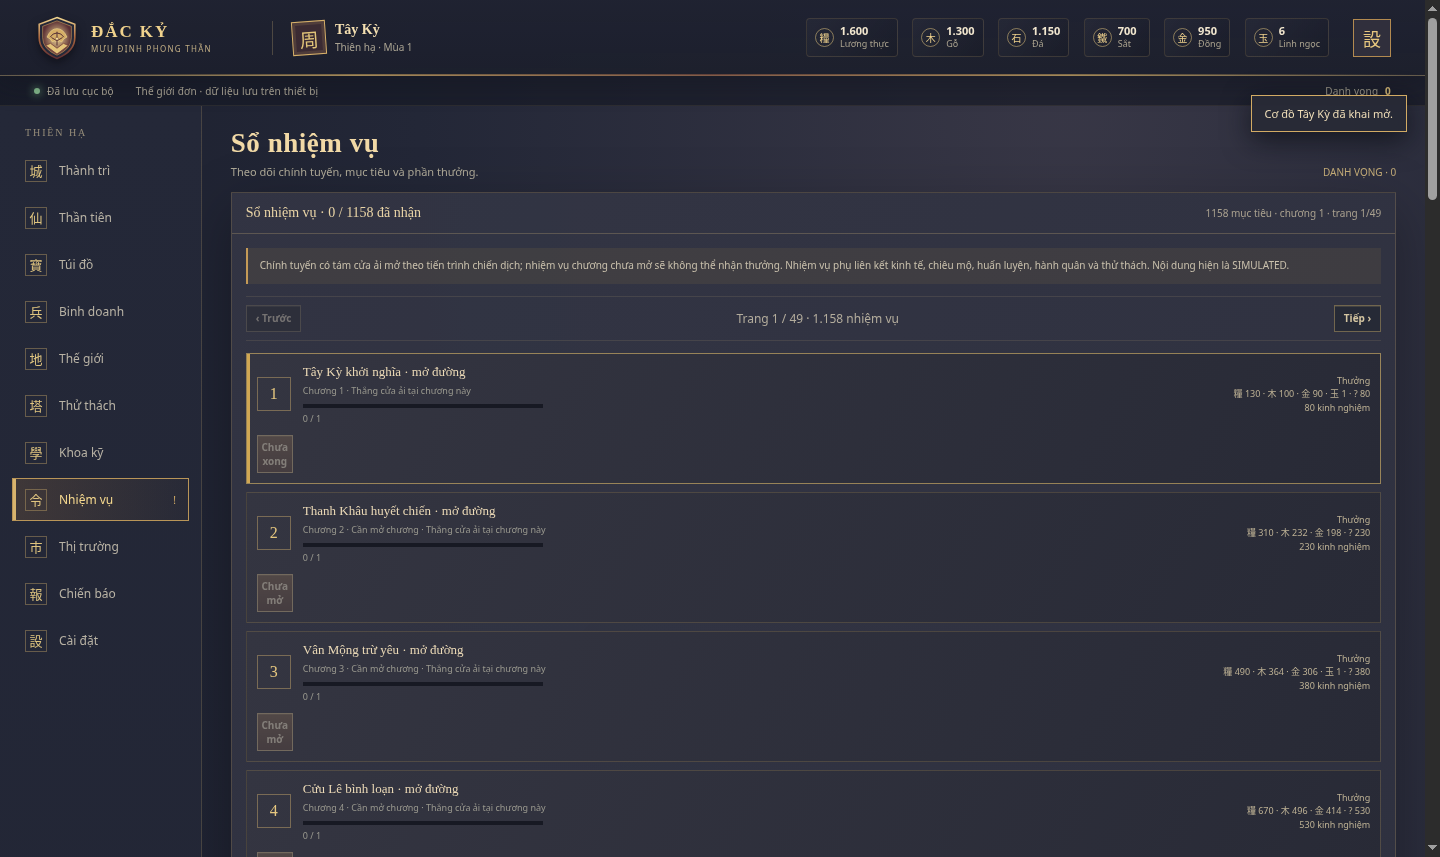 ĐẮC KỶ
MƯU ĐỊNH PHONG THẦN
周
Tây Kỳ
Thiên hạ · Mùa 1
糧 1.600 Lương thực
木 1.300 Gỗ
石 1.150 Đá
鐵 700 Sắt
金 950 Đồng
玉 6 Linh ngọc
設
Đã lưu cục bộ
Thế giới đơn · dữ liệu lưu trên thiết bị
Danh vọng 0
Cơ đồ Tây Kỳ đã khai mở.
THIÊN HẠ
城 Thành trì
仙 Thần tiên
寶 Túi đồ
兵 Binh doanh
地 Thế giới
塔 Thử thách
學 Khoa kỹ
令 Nhiệm vụ !
市 Thị trường
報 Chiến báo
設 Cài đặt
Sổ nhiệm vụ
Theo dõi chính tuyến, mục tiêu và phần thưởng.
DANH VỌNG · 0
Sổ nhiệm vụ · 0 / 1158 đã nhận
1158 mục tiêu · chương 1 · trang 1/49
Chính tuyến có tám cửa ải mở theo tiến trình chiến dịch; nhiệm vụ chương chưa mở sẽ không thể nhận thưởng. Nhiệm vụ phụ liên kết kinh tế, chiêu mộ, huấn luyện, hành quân và thử thách. Nội dung hiện là SIMULATED.
‹ Trước
Trang 1 / 49 · 1.158 nhiệm vụ
Tiếp ›
1
Tây Kỳ khởi nghĩa · mở đường
Chương 1 · Thắng cửa ải tại chương này
0 / 1
Thưởng
糧 130 · 木 100 · 金 90 · 玉 1 · ? 80
80 kinh nghiệm
Chưa
xong
2
Thanh Khâu huyết chiến · mở đường
Chương 2 · Cần mở chương · Thắng cửa ải tại chương này
0 / 1
Thưởng
糧 310 · 木 232 · 金 198 · ? 230
230 kinh nghiệm
Chưa
mở
3
Vân Mộng trừ yêu · mở đường
Chương 3 · Cần mở chương · Thắng cửa ải tại chương này
0 / 1
Thưởng
糧 490 · 木 364 · 金 306 · 玉 1 · ? 380
380 kinh nghiệm
Chưa
mở
4
Cửu Lê bình loạn · mở đường
Chương 4 · Cần mở chương · Thắng cửa ải tại chương này
0 / 1
Thưởng
糧 670 · 木 496 · 金 414 · ? 530
530 kinh nghiệm